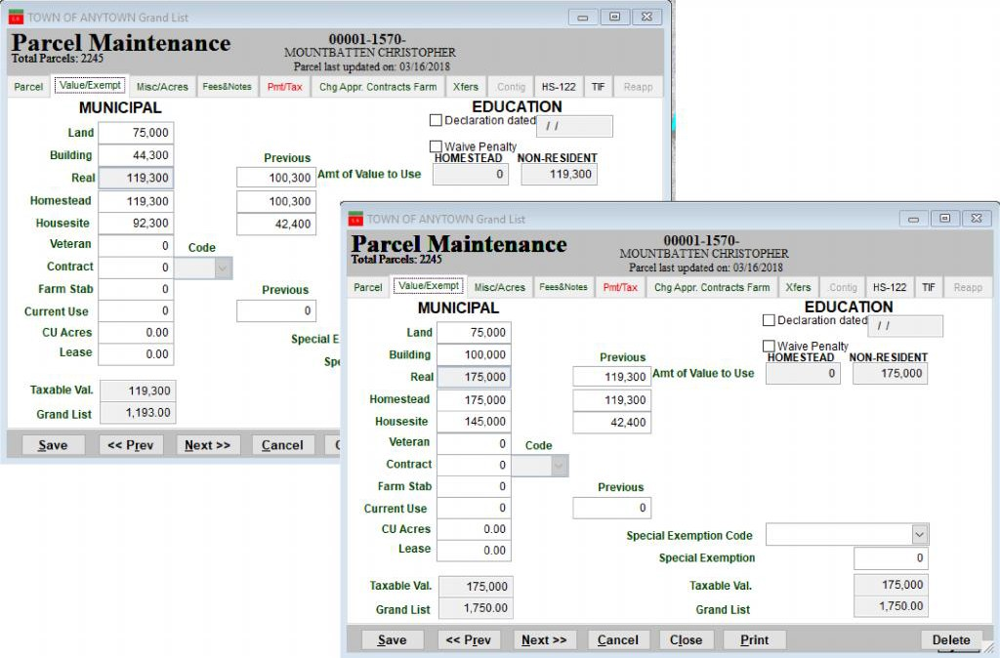 TOWN OF ANYTOWN Grand List
Parcel Maintenance
Total Parcels: 2245
00001-1570-
MOUNTBATTEN CHRISTOPHER
Parcel last updated on: 03/16/2018
Parcel Value/Exempt Misc/Acres Fees&Notes Pmt/Tax Chg Appr. Contracts Farm Xfers Contig HS-122 TIF Reapp
MUNICIPAL EDUCATION
Declaration dated / /
Land 75,000
Waive Penalty
Building 44,300 Previous HOMESTEAD NON-RESIDENT
Real 119,300 100,300 Amt of Value to Use 0 119,300
Homestead 119,300 100,300
Housesite 92,300 42,400
Veteran 0 Code
Contract 0
Farm Stab 0 Previous
Current Use 0 0
CU Acres 0.00 Special E
Lease 0.00 Spe
Taxable Val. 119,300
Grand List 1,193.00
Save << Prev Next >> Cancel
TOWN OF ANYTOWN Grand List
Parcel Maintenance
Total Parcels: 2245
00001-1570-
MOUNTBATTEN CHRISTOPHER
Parcel last updated on: 03/16/2018
Parcel Value/Exempt Misc/Acres Fees&Notes Pmt/Tax Chg Appr. Contracts Farm Xfers Contig HS-122 TIF Reapp
MUNICIPAL EDUCATION
Declaration dated / /
Land 75,000
Waive Penalty
Building 100,000 Previous HOMESTEAD NON-RESIDENT
Real 175,000 119,300 Amt of Value to Use 0 175,000
Homestead 175,000 119,300
Housesite 145,000 42,400
Veteran 0 Code
Contract 0
Farm Stab 0 Previous
Current Use 0 0
CU Acres 0.00 Special Exemption Code
Lease 0.00 Special Exemption 0
Taxable Val. 175,000 Taxable Val. 175,000
Grand List 1,750.00 Grand List 1,750.00
Save << Prev Next >> Cancel Close Print Delete